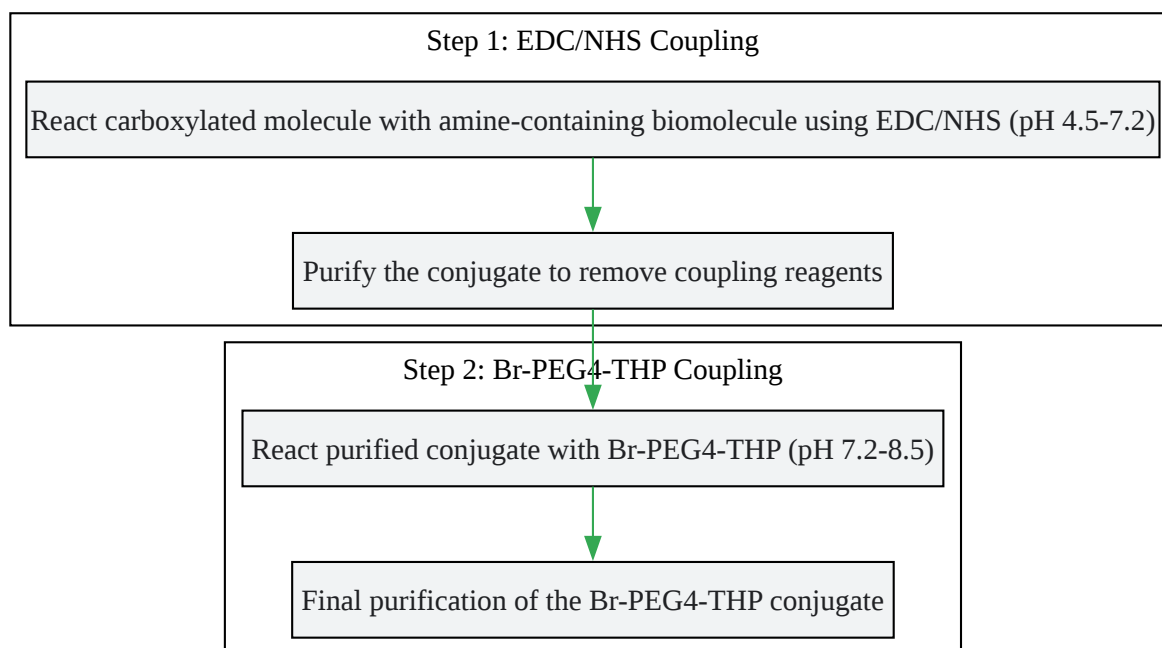 Step 1: EDC/NHS Coupling
React carboxylated molecule with amine-containing biomolecule using EDC/NHS (pH 4.5-7.2)
Purify the conjugate to remove coupling reagents
Step 2: Br-PEG4-THP Coupling
React purified conjugate with Br-PEG4-THP (pH 7.2-8.5)
Final purification of the Br-PEG4-THP conjugate